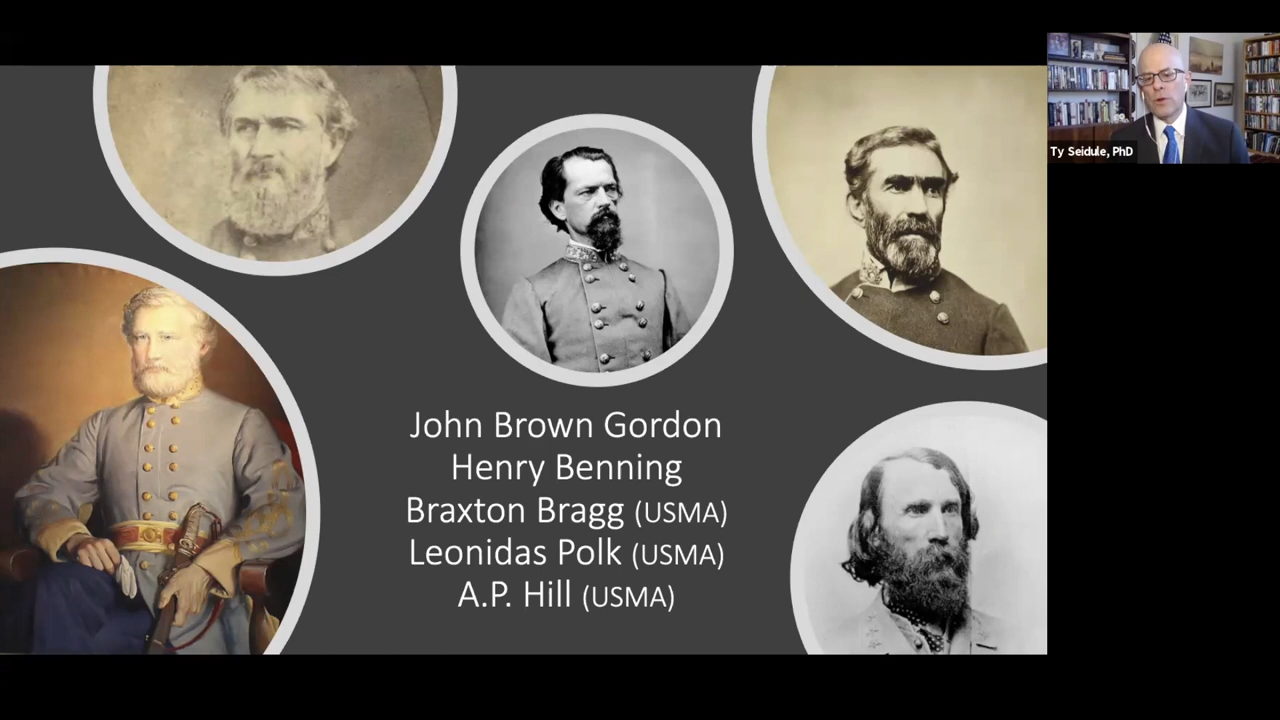 Ty Seidule, PhD
John Brown Gordon
Henry Benning
Braxton Bragg (USMA)
Leonidas Polk (USMA)
A.P. Hill (USMA)